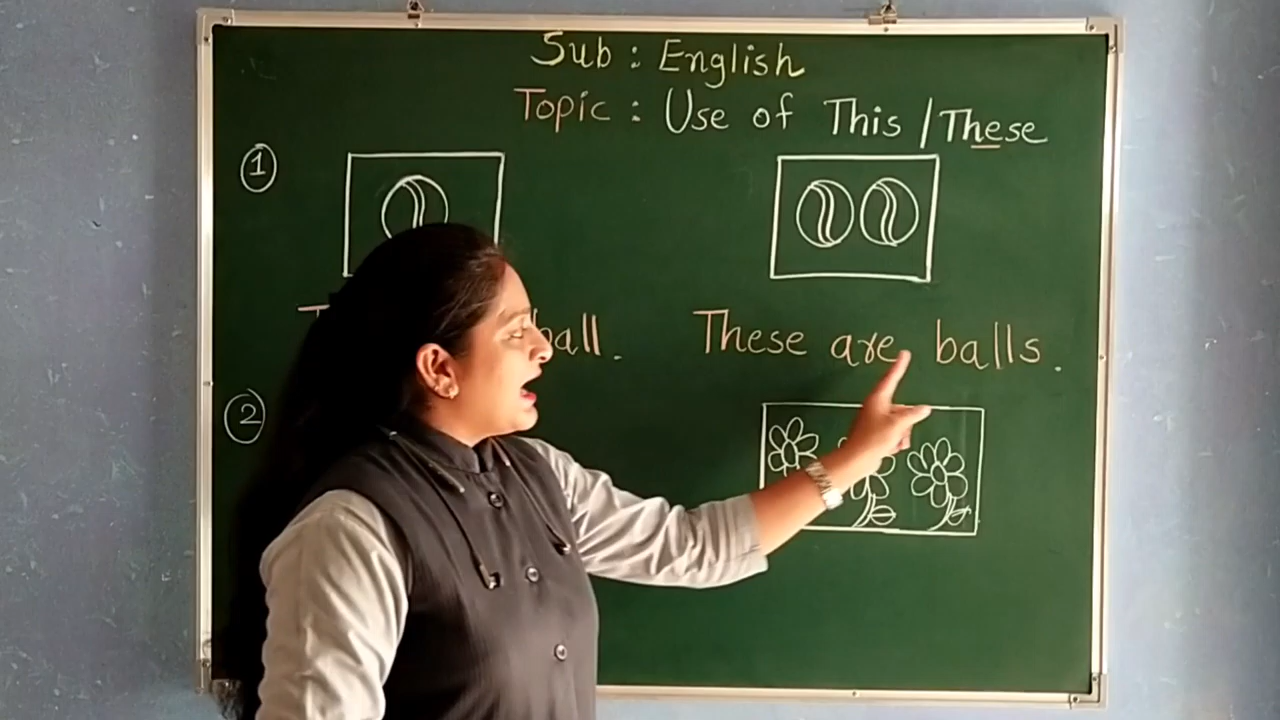 Sub : English
Topic : Use of This / These
1
ball.
These are balls.
2